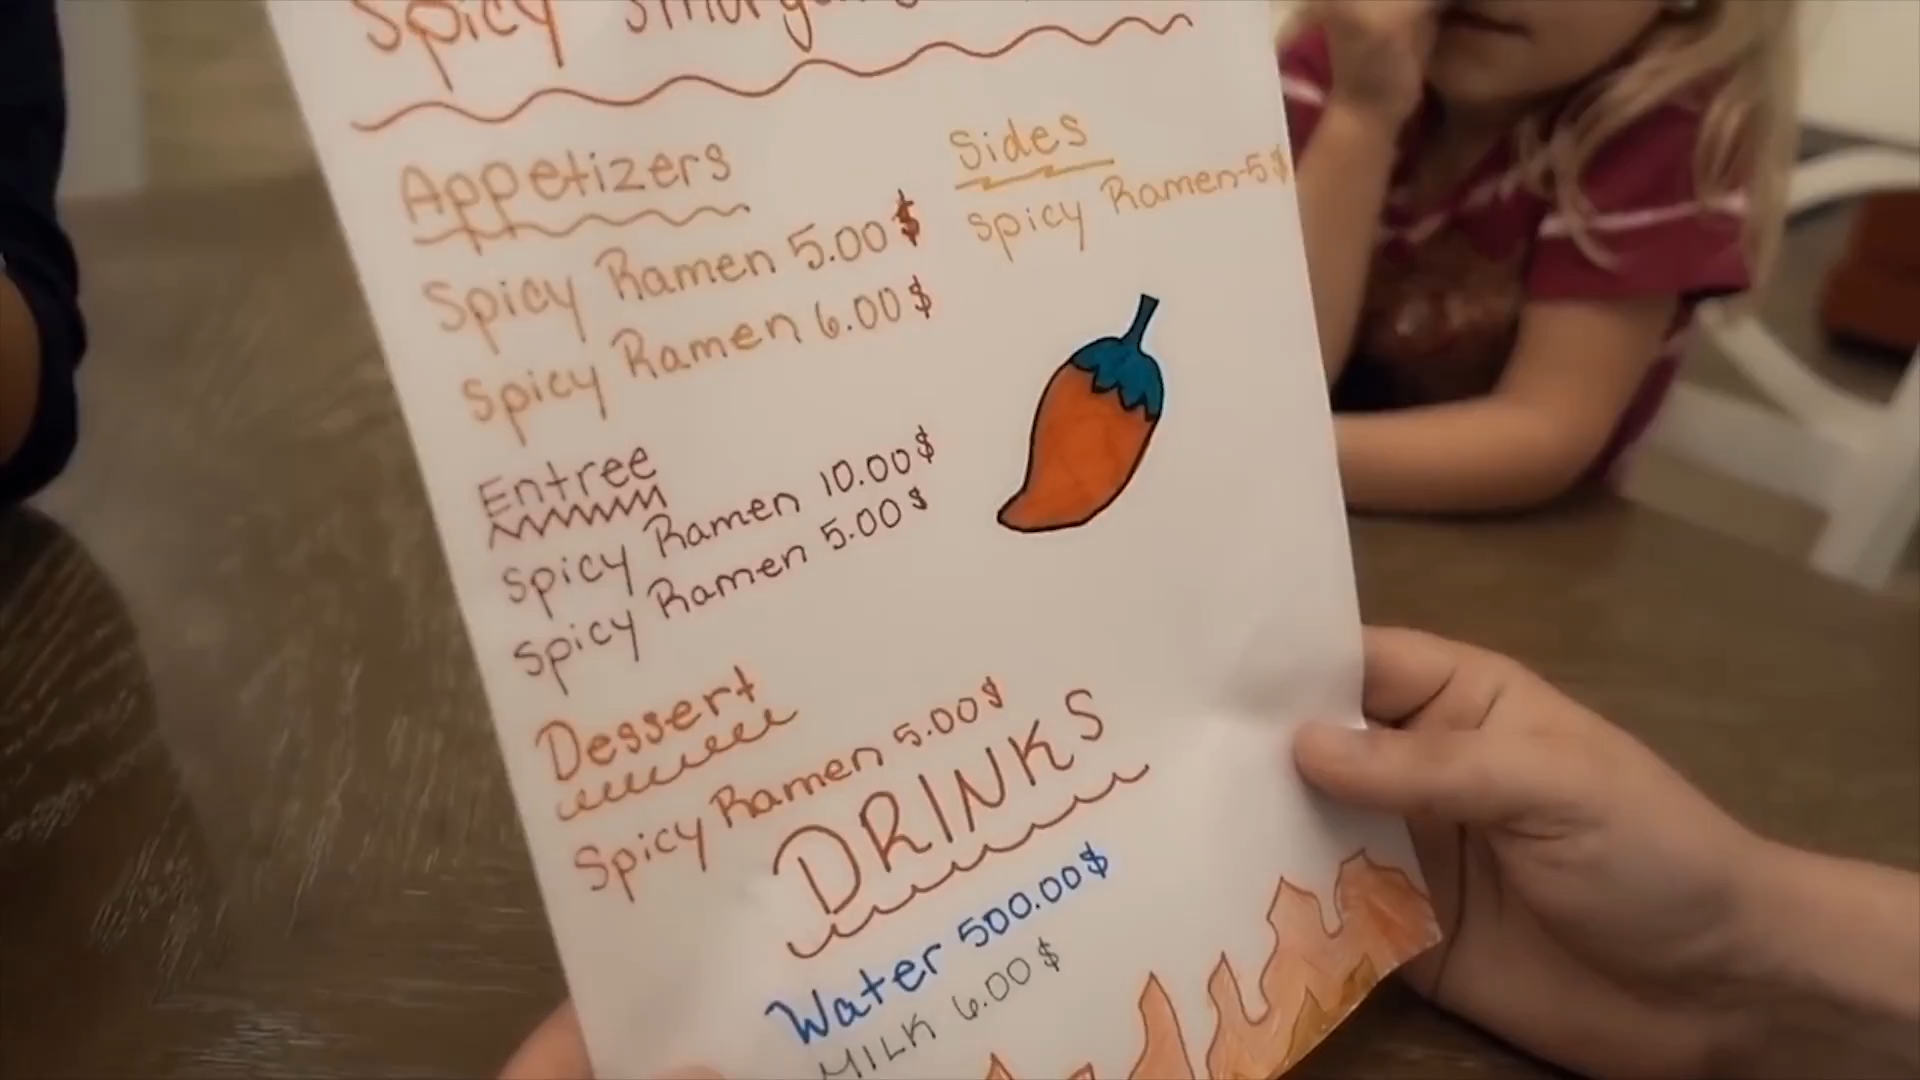 Spicy
Appetizers
Spicy Ramen 5.00$
Spicy Ramen 6.00$
Sides
Spicy Ramen-5$
Entree
Spicy Ramen 10.00$
Spicy Ramen 5.00$
Dessert
Spicy Ramen 5.00$
DRINKS
Water 500.00$
MILK 6.00$